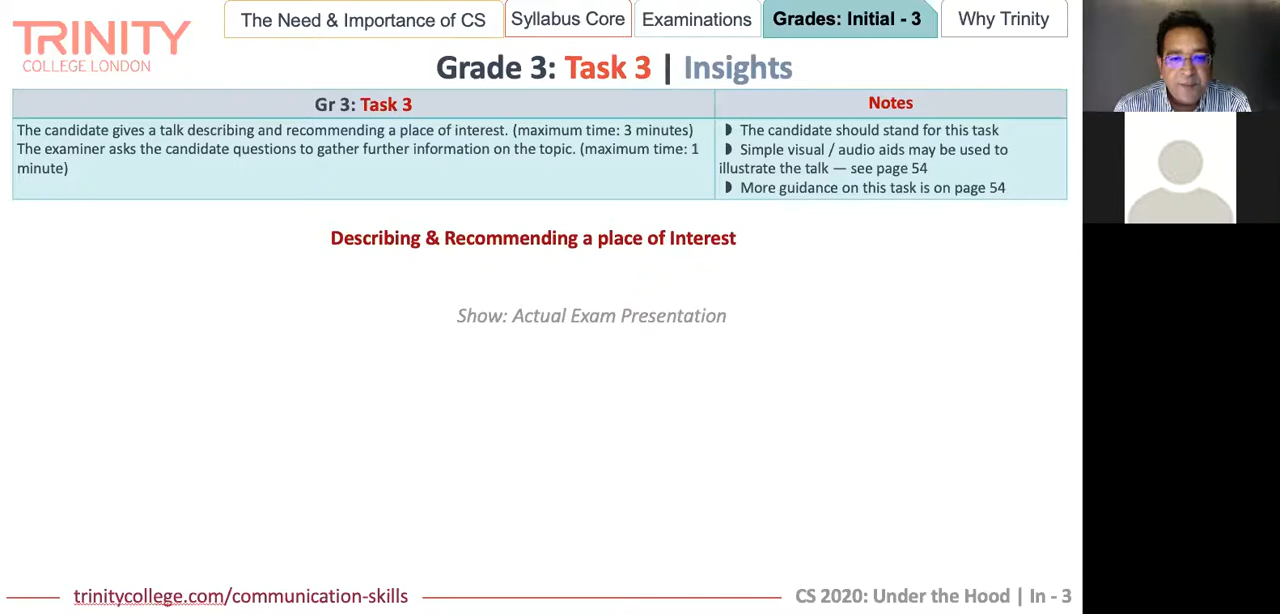 TRINITY
COLLEGE LONDON
The Need & Importance of CS
Syllabus Core
Examinations
Grades: Initial - 3
Why Trinity
Grade 3: Task 3 | Insights
Gr 3: Task 3
Notes
The candidate gives a talk describing and recommending a place of interest. (maximum time: 3 minutes)
The examiner asks the candidate questions to gather further information on the topic. (maximum time: 1
minute)
◗ The candidate should stand for this task
◗ Simple visual / audio aids may be used to
illustrate the talk — see page 54
◗ More guidance on this task is on page 54
Describing & Recommending a place of Interest
Show: Actual Exam Presentation
trinitycollege.com/communication-skills
CS 2020: Under the Hood | In - 3